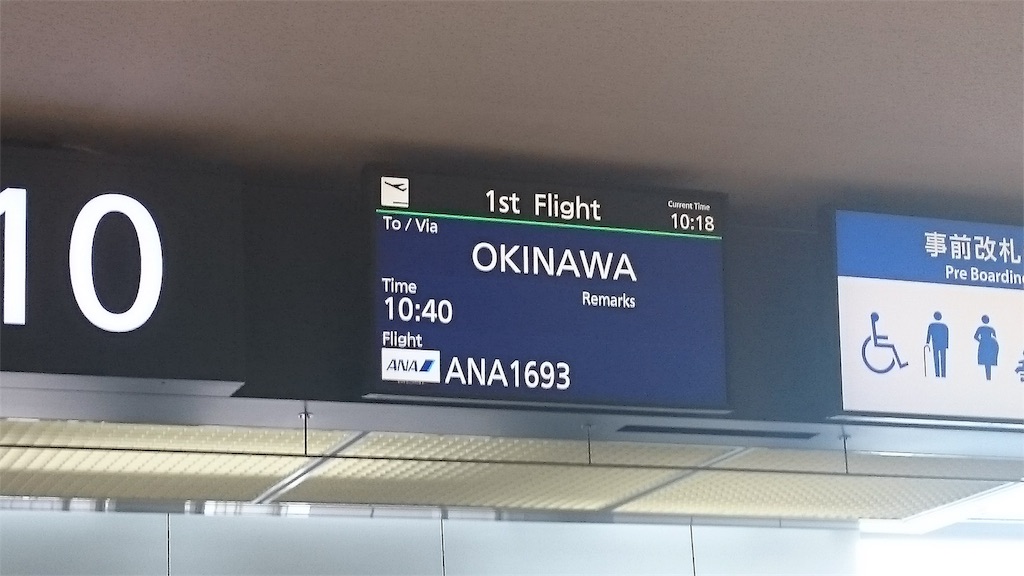 10
1st Flight
Current Time
10:18
To / Via
OKINAWA
Time
10:40
Remarks
Flight
ANA
ANA1693
事前改札
Pre Boarding